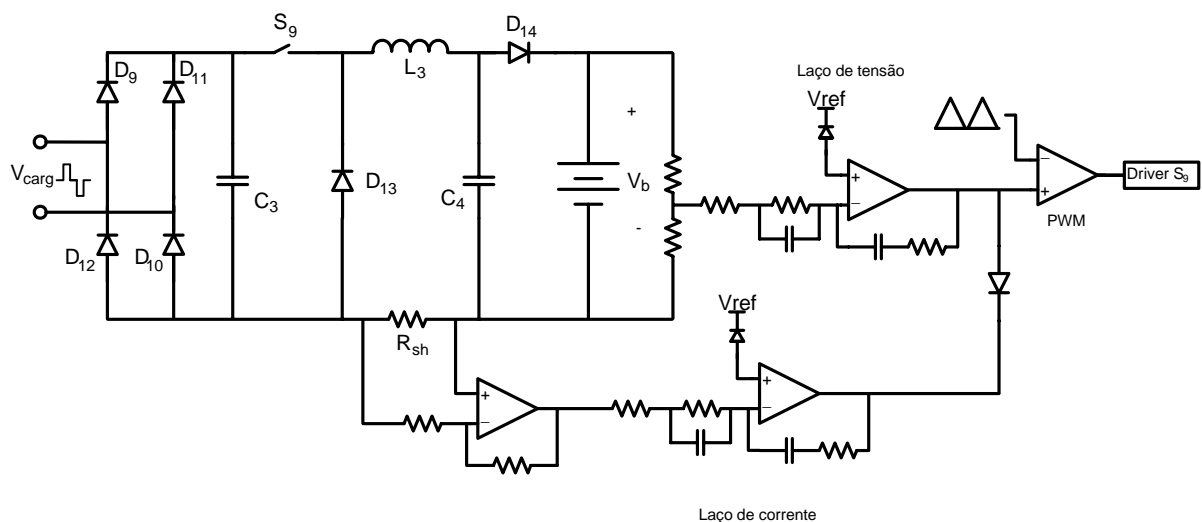 S9
D14
D9
D11
L3
Laço de tensão
Vref
+
+
-
Vcarg
C3
D13
C4
Vb
-
+
-
+
Driver S9
PWM
D12
D10
Vref
Rsh
+
-
+
-
Laço de corrente